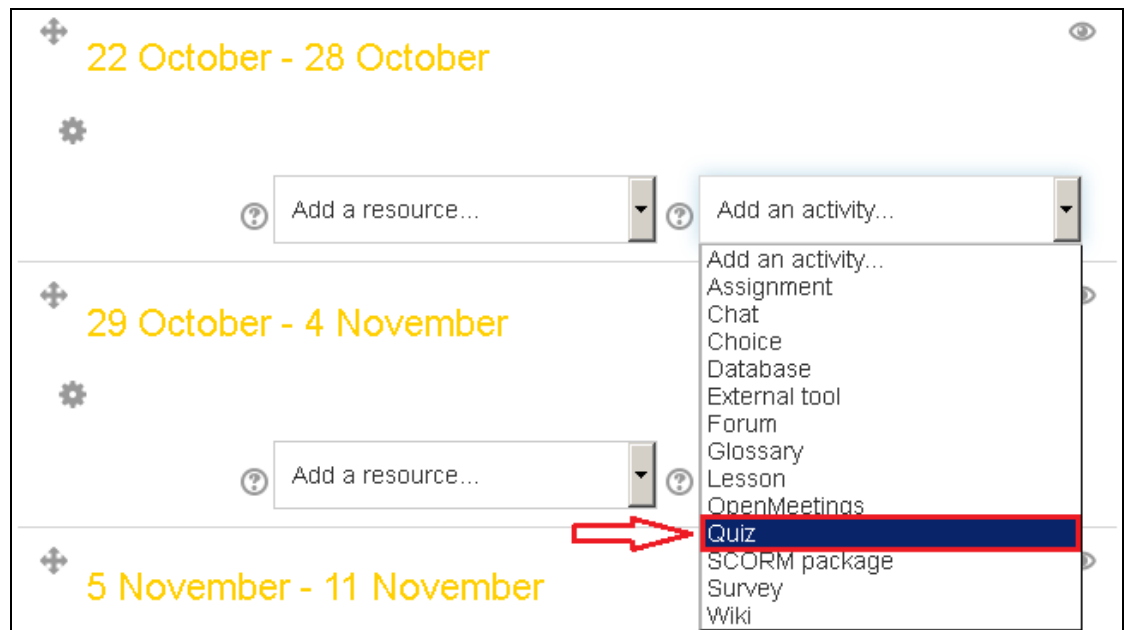 22 October - 28 October
Add a resource...
Add an activity...
Add an activity...
Assignment
Chat
Choice
Database
External tool
Forum
Glossary
Lesson
OpenMeetings
Quiz
SCORM package
Survey
Wiki
29 October - 4 November
Add a resource...
5 November - 11 November